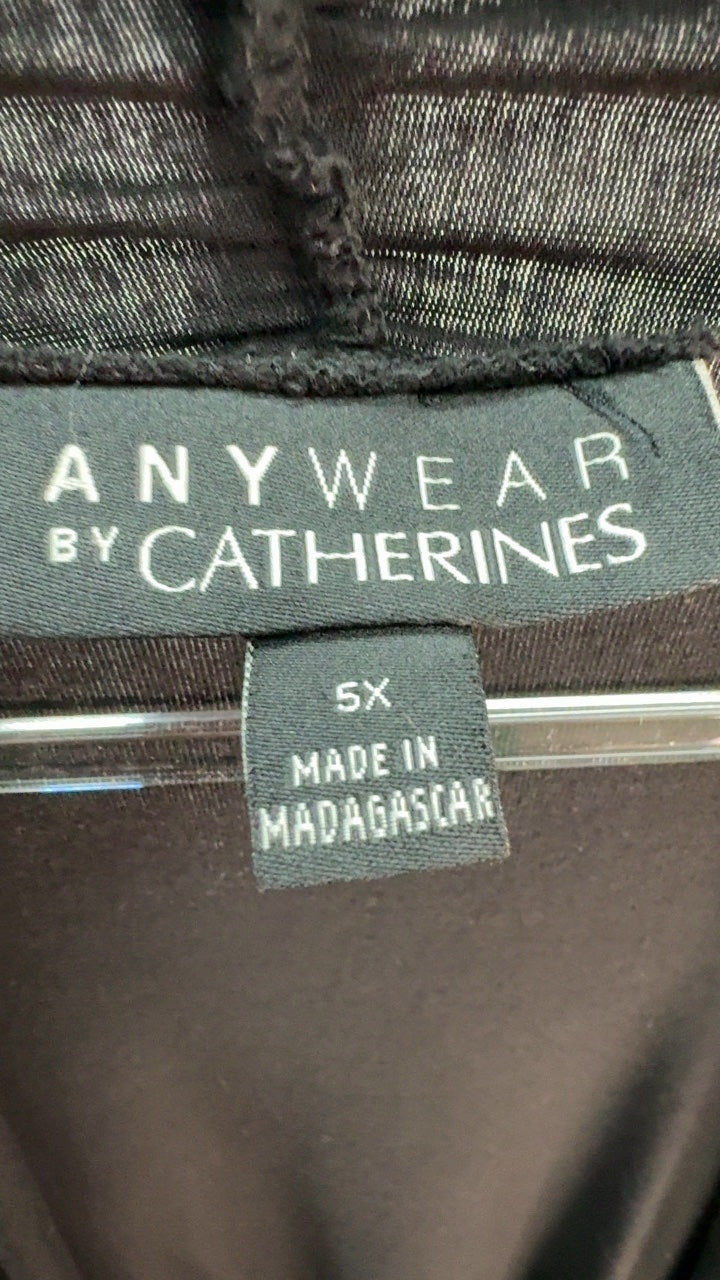 ANYWEAR
BY CATHERINES
5X
MADE IN
MADAGASCAR